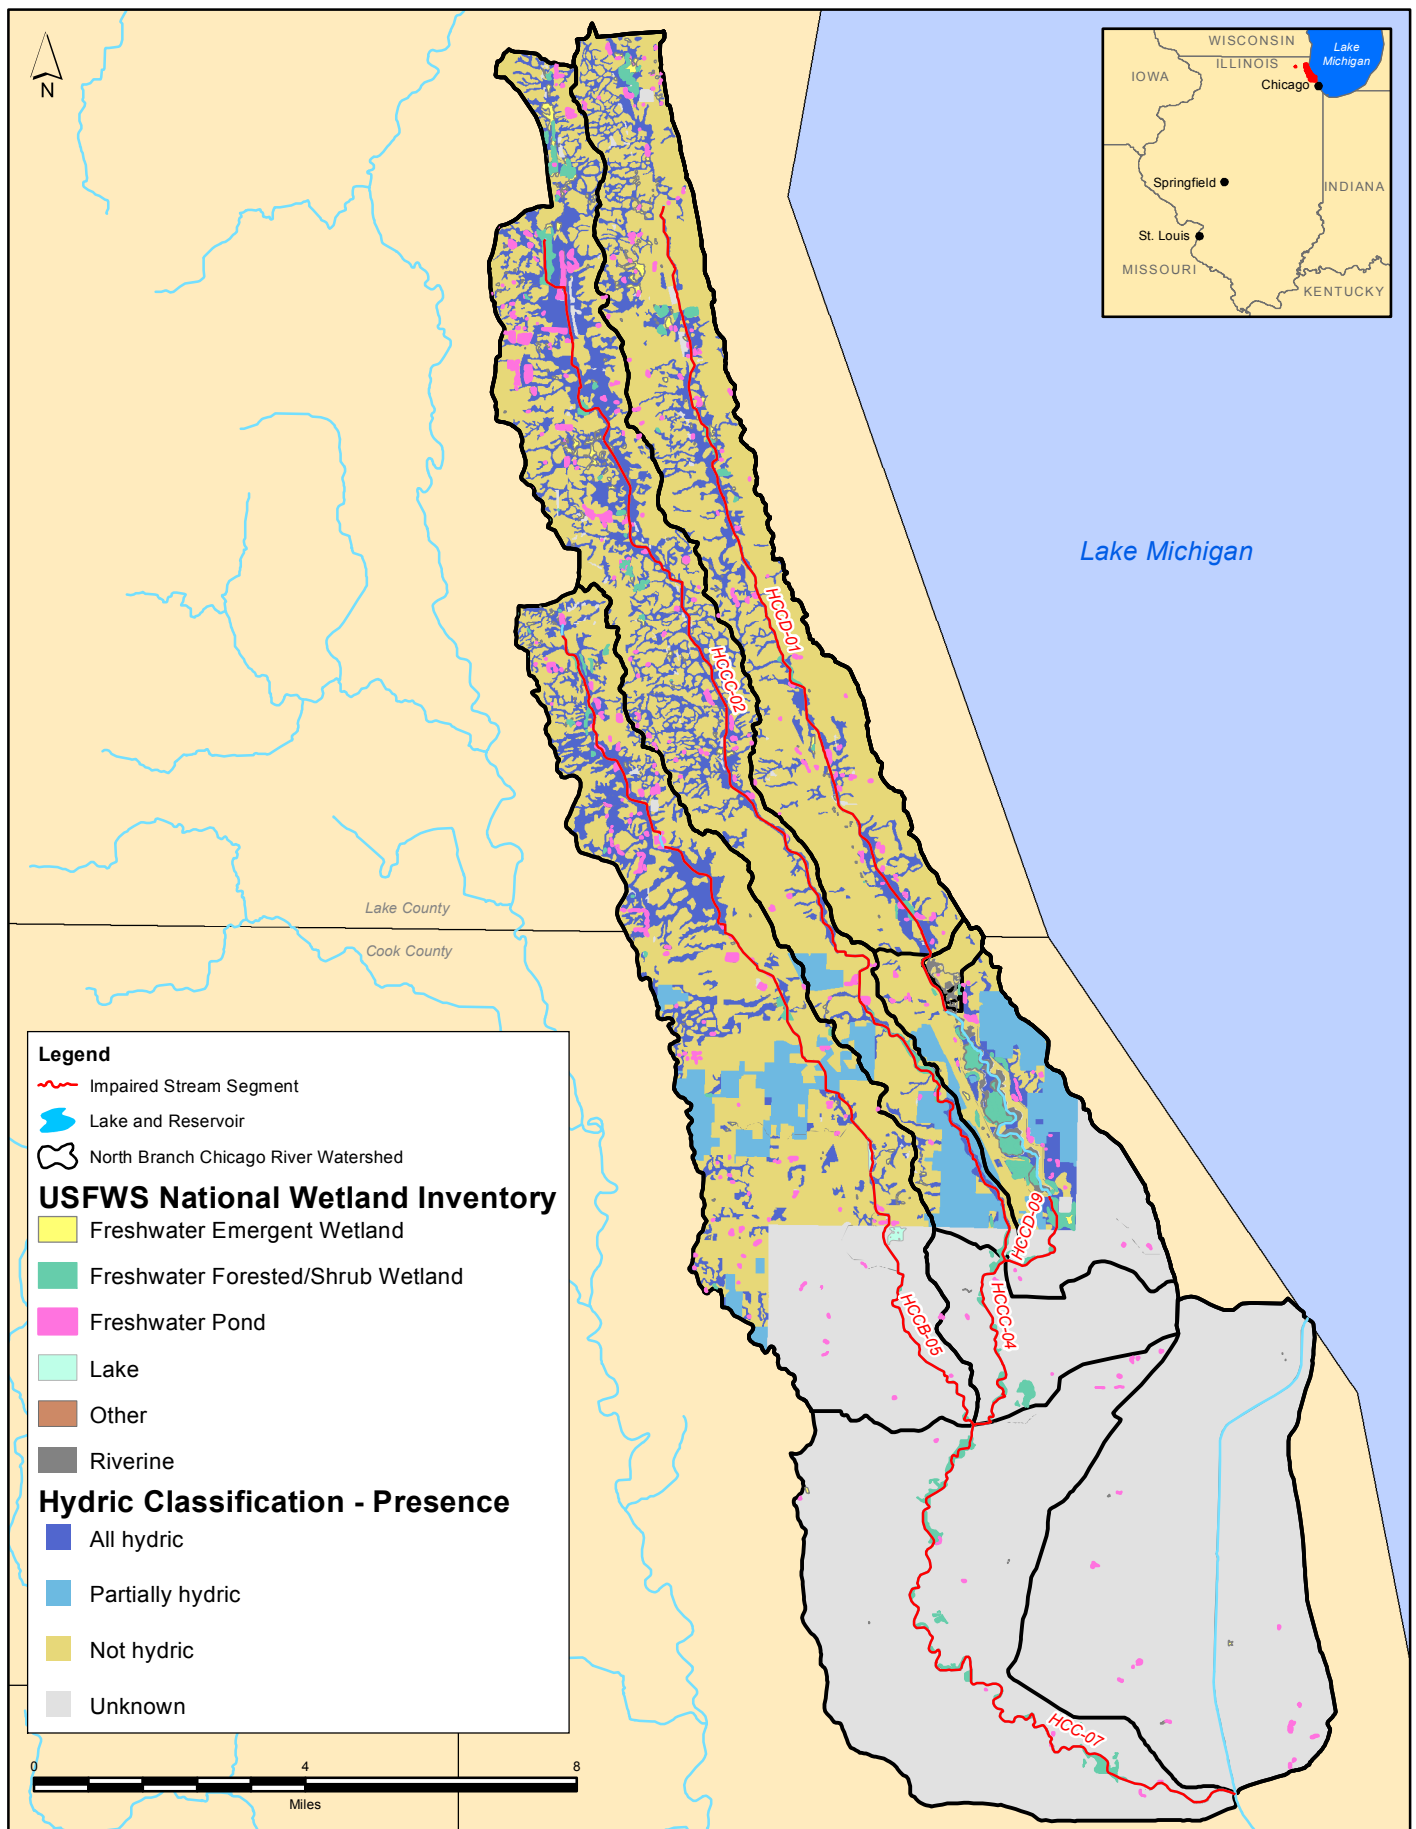 N
WISCONSIN
ILLINOIS
IOWA
Lake
Michigan
Chicago
Springfield
INDIANA
St. Louis
MISSOURI
KENTUCKY
Lake Michigan
HCCD-01
HCCC-02
Lake County
Cook County
HCCD-09
HCCC-04
HCCB-05
HCC-07
Legend
Impaired Stream Segment
Lake and Reservoir
North Branch Chicago River Watershed
USFWS National Wetland Inventory
Freshwater Emergent Wetland
Freshwater Forested/Shrub Wetland
Freshwater Pond
Lake
Other
Riverine
Hydric Classification - Presence
All hydric
Partially hydric
Not hydric
Unknown
0 4 8
Miles